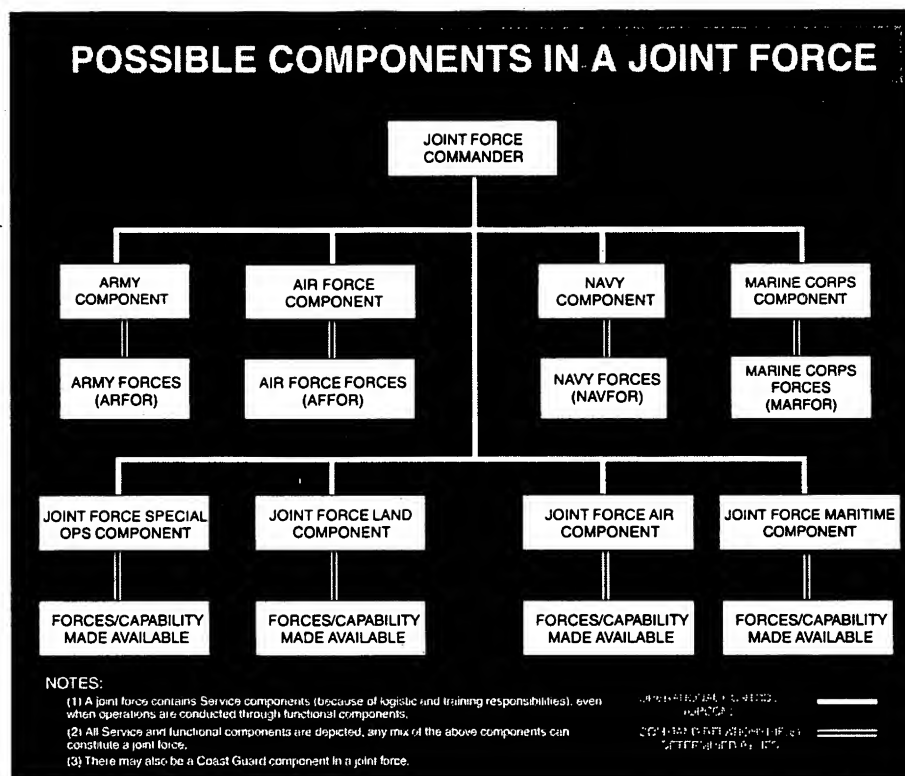 POSSIBLE COMPONENTS IN A JOINT FORCE
JOINT FORCE
COMMANDER
ARMY
COMPONENT
AIR FORCE
COMPONENT
NAVY
COMPONENT
MARINE CORPS
COMPONENT
ARMY FORCES
(ARFOR)
AIR FORCE FORCES
(AFFOR)
NAVY FORCES
(NAVFOR)
MARINE CORPS
FORCES
(MARFOR)
JOINT FORCE SPECIAL
OPS COMPONENT
JOINT FORCE LAND
COMPONENT
JOINT FORCE AIR
COMPONENT
JOINT FORCE MARITIME
COMPONENT
FORCES/CAPABILITY
MADE AVAILABLE
FORCES/CAPABILITY
MADE AVAILABLE
FORCES/CAPABILITY
MADE AVAILABLE
FORCES/CAPABILITY
MADE AVAILABLE
NOTES:
(1) A joint force contains Service components (because of logistic and training responsibilities), even
when operations are conducted through functional components.
(2) All Service and functional components are depicted, any mix of the above components can
constitute a joint force.
(3) There may also be a Coast Guard component in a joint force.